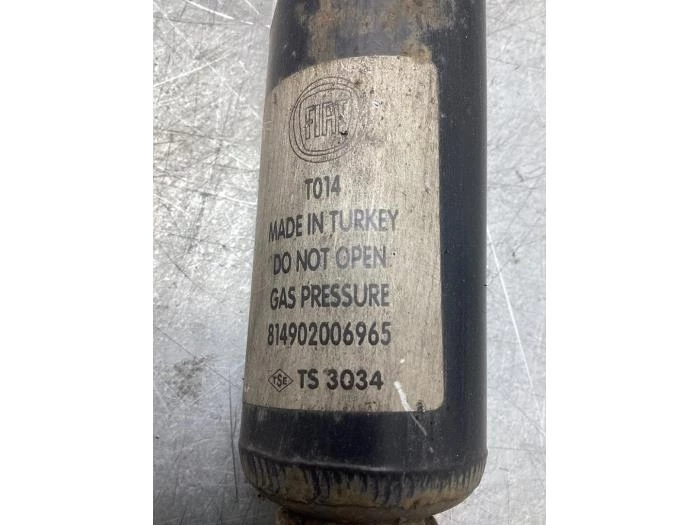 FIAT
T014
MADE IN TURKEY
DO NOT OPEN
GAS PRESSURE
814902006965
TSE TS 3034